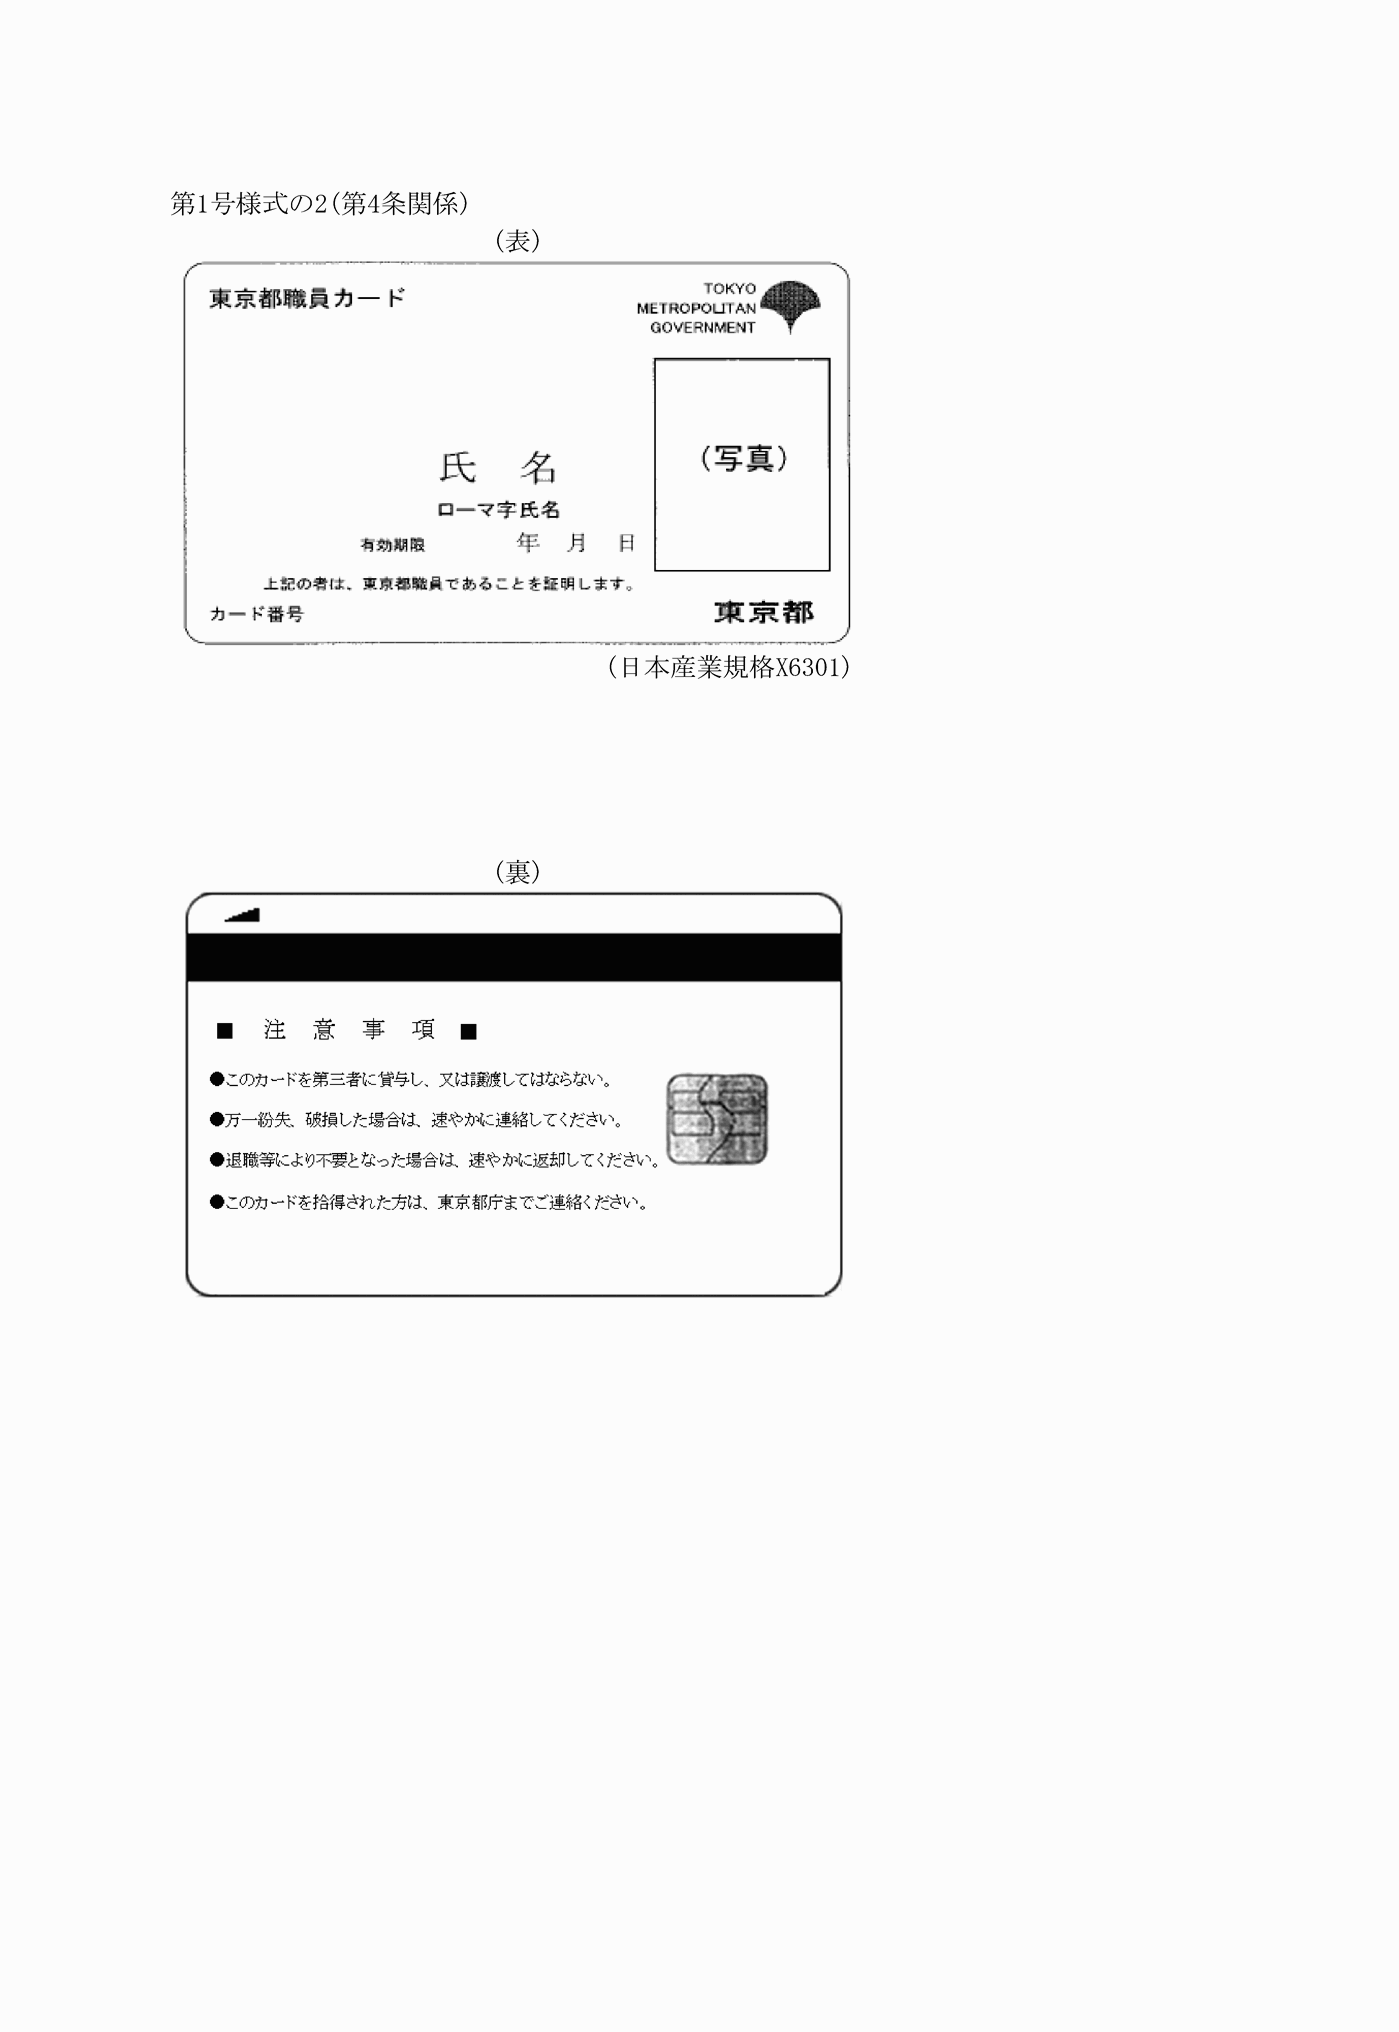 第1号様式の2(第4条関係)
(表)
東京都職員カード
TOKYO
METROPOLITAN
GOVERNMENT
(写真)
氏 名
ローマ字氏名
有効期限 年 月 日
上記の者は、東京都職員であることを証明します。
カード番号
東京都
(日本産業規格X6301)
(裏)
■ 注 意 事 項 ■
●このカードを第三者に貸与し、又は譲渡してはならない。
●万一紛失、破損した場合は、速やかに連絡してください。
●退職等により不要となった場合は、速やかに返却してください。
●このカードを拾得された方は、東京都庁までご連絡ください。